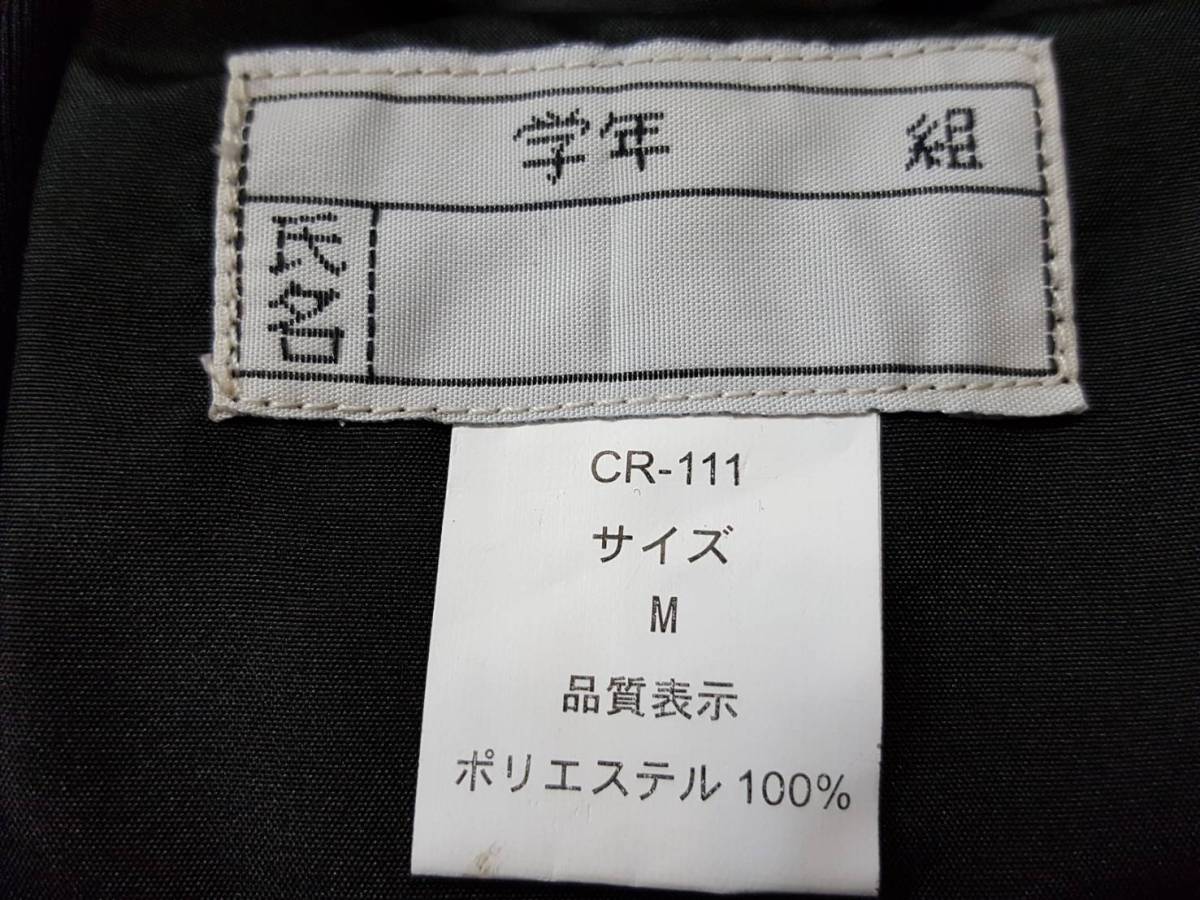 学年 組
氏名
CR-111
サイズ
M
品質表示
ポリエステル 100%